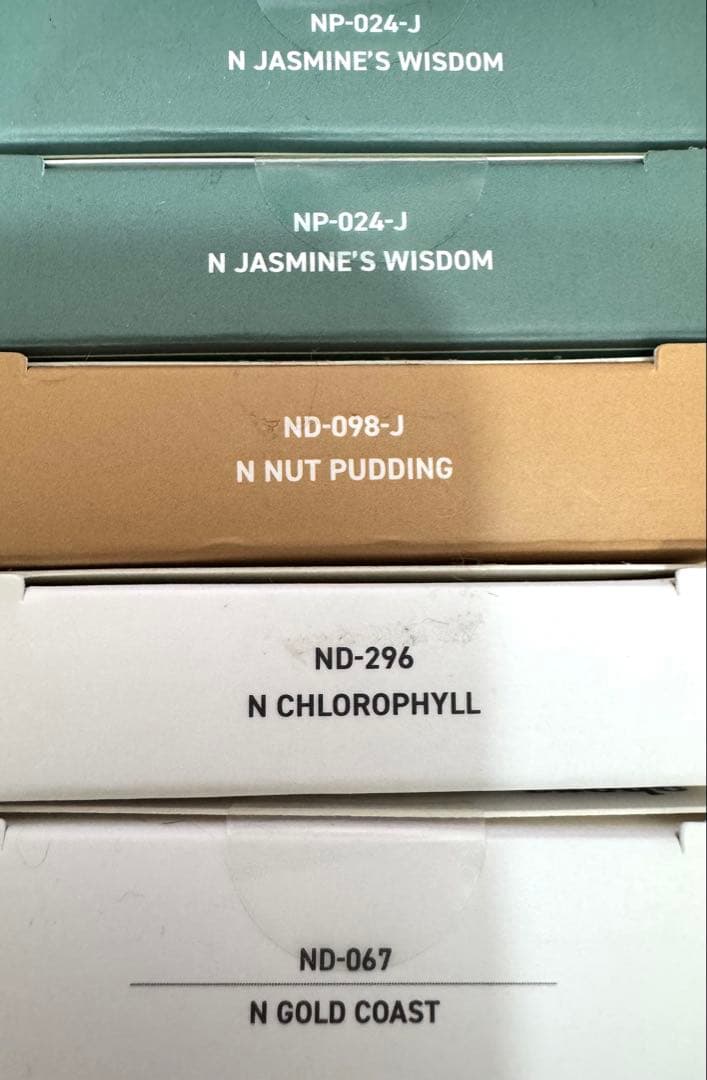 NP-024-J
N JASMINE'S WISDOM
NP-024-J
N JASMINE'S WISDOM
ND-098-J
N NUT PUDDING
ND-296
N CHLOROPHYLL
ND-067
N GOLD COAST